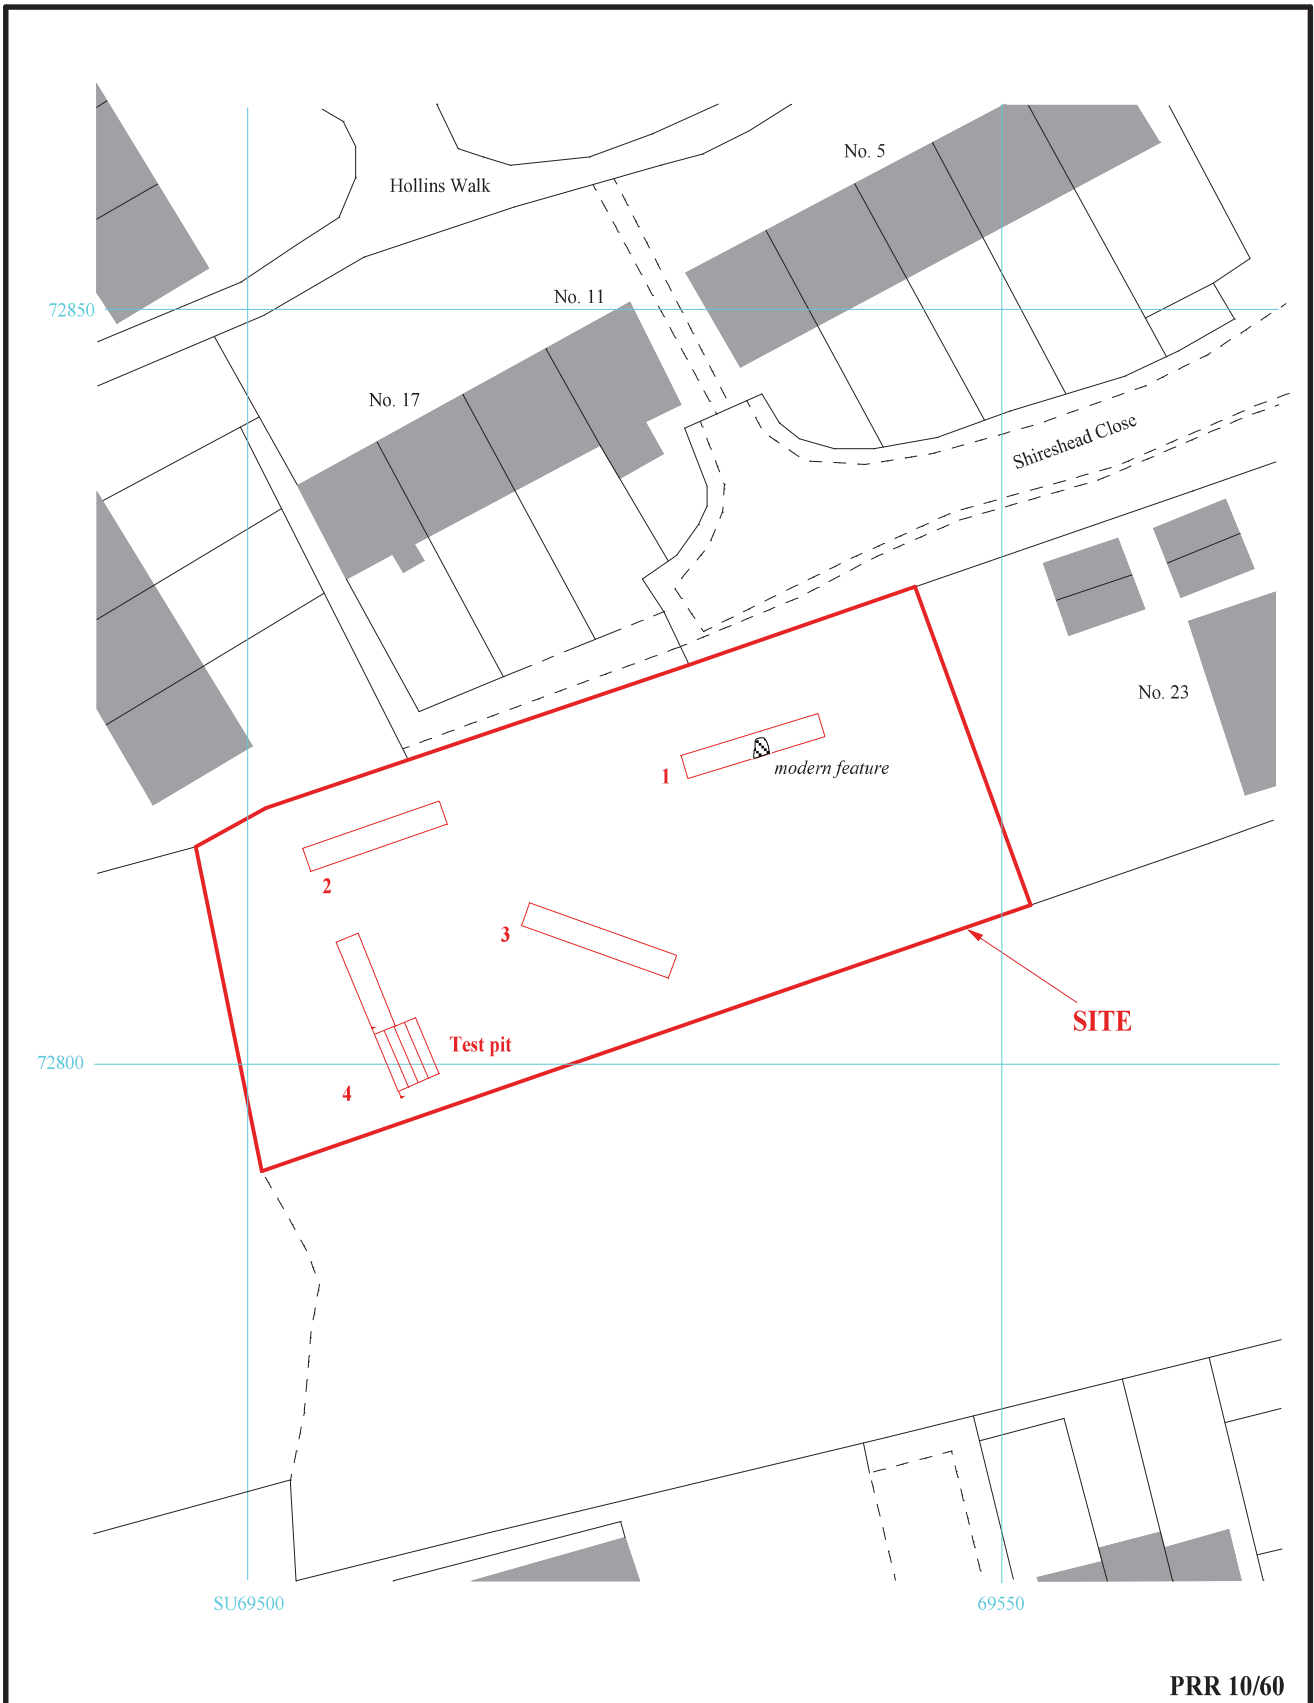 No. 5
Hollins Walk
No. 11
72850
No. 17
Shireshead Close
No. 23
1
modern feature
2
3
SITE
Test pit
72800
4
SU69500
69550
PRR 10/60